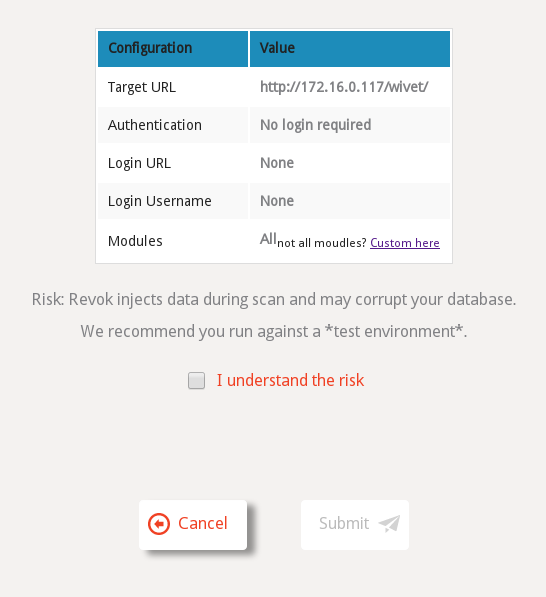 Configuration Value
Target URL http://172.16.0.117/wivet/
Authentication No login required
Login URL None
Login Username None
Modules All not all moudles? Custom here
Risk: Revok injects data during scan and may corrupt your database.
We recommend you run against a *test environment*.
I understand the risk
Cancel Submit